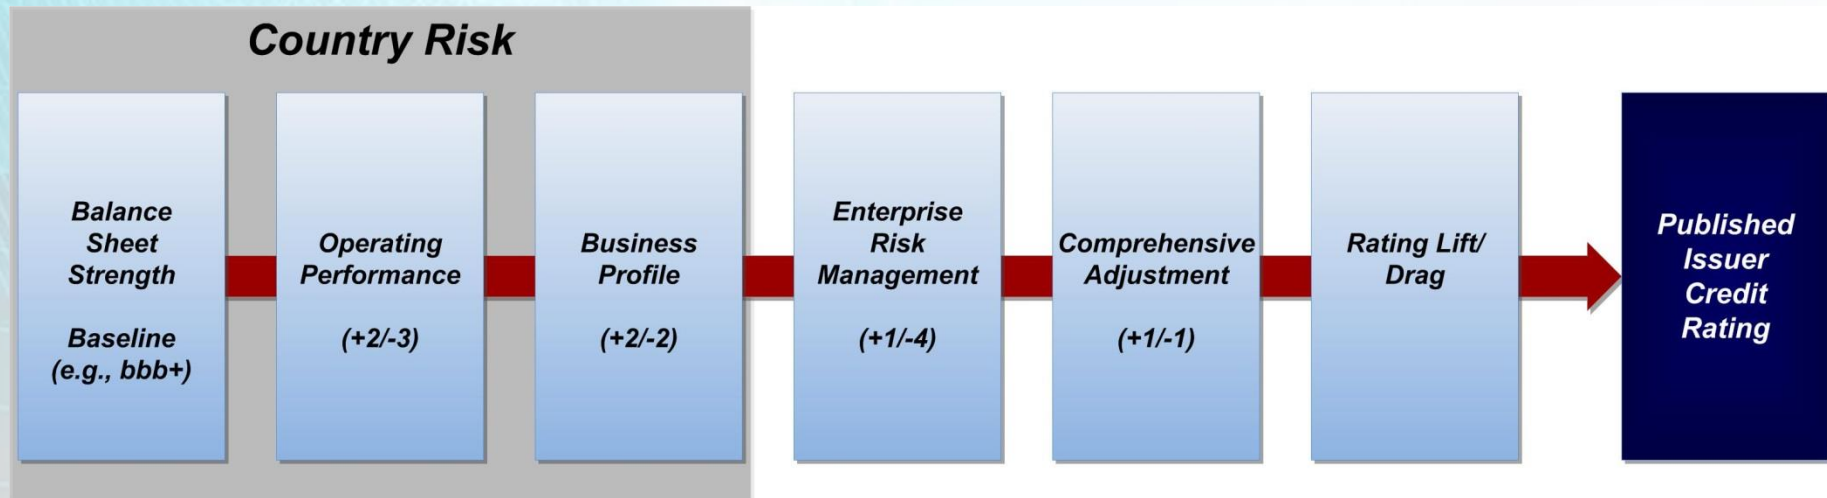 Country Risk
Balance
Sheet
Strength
Baseline
(e.g., bbb+)
Operating
Performance
(+2/-3)
Business
Profile
(+2/-2)
Enterprise
Risk
Management
(+1/-4)
Comprehensive
Adjustment
(+1/-1)
Rating Lift/
Drag
Published
Issuer
Credit
Rating